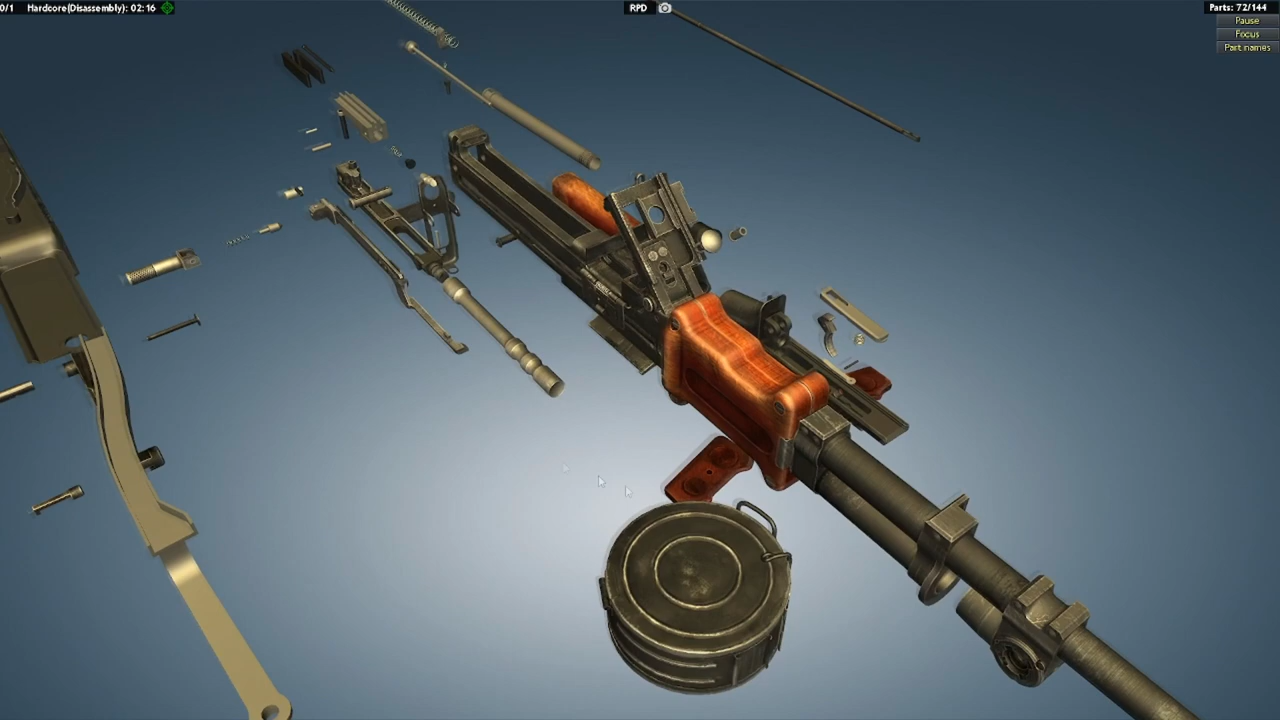 0/1 Hardcore(Disassembly): 02:16
RPD
Parts: 72/144
Pause
Focus
Part names